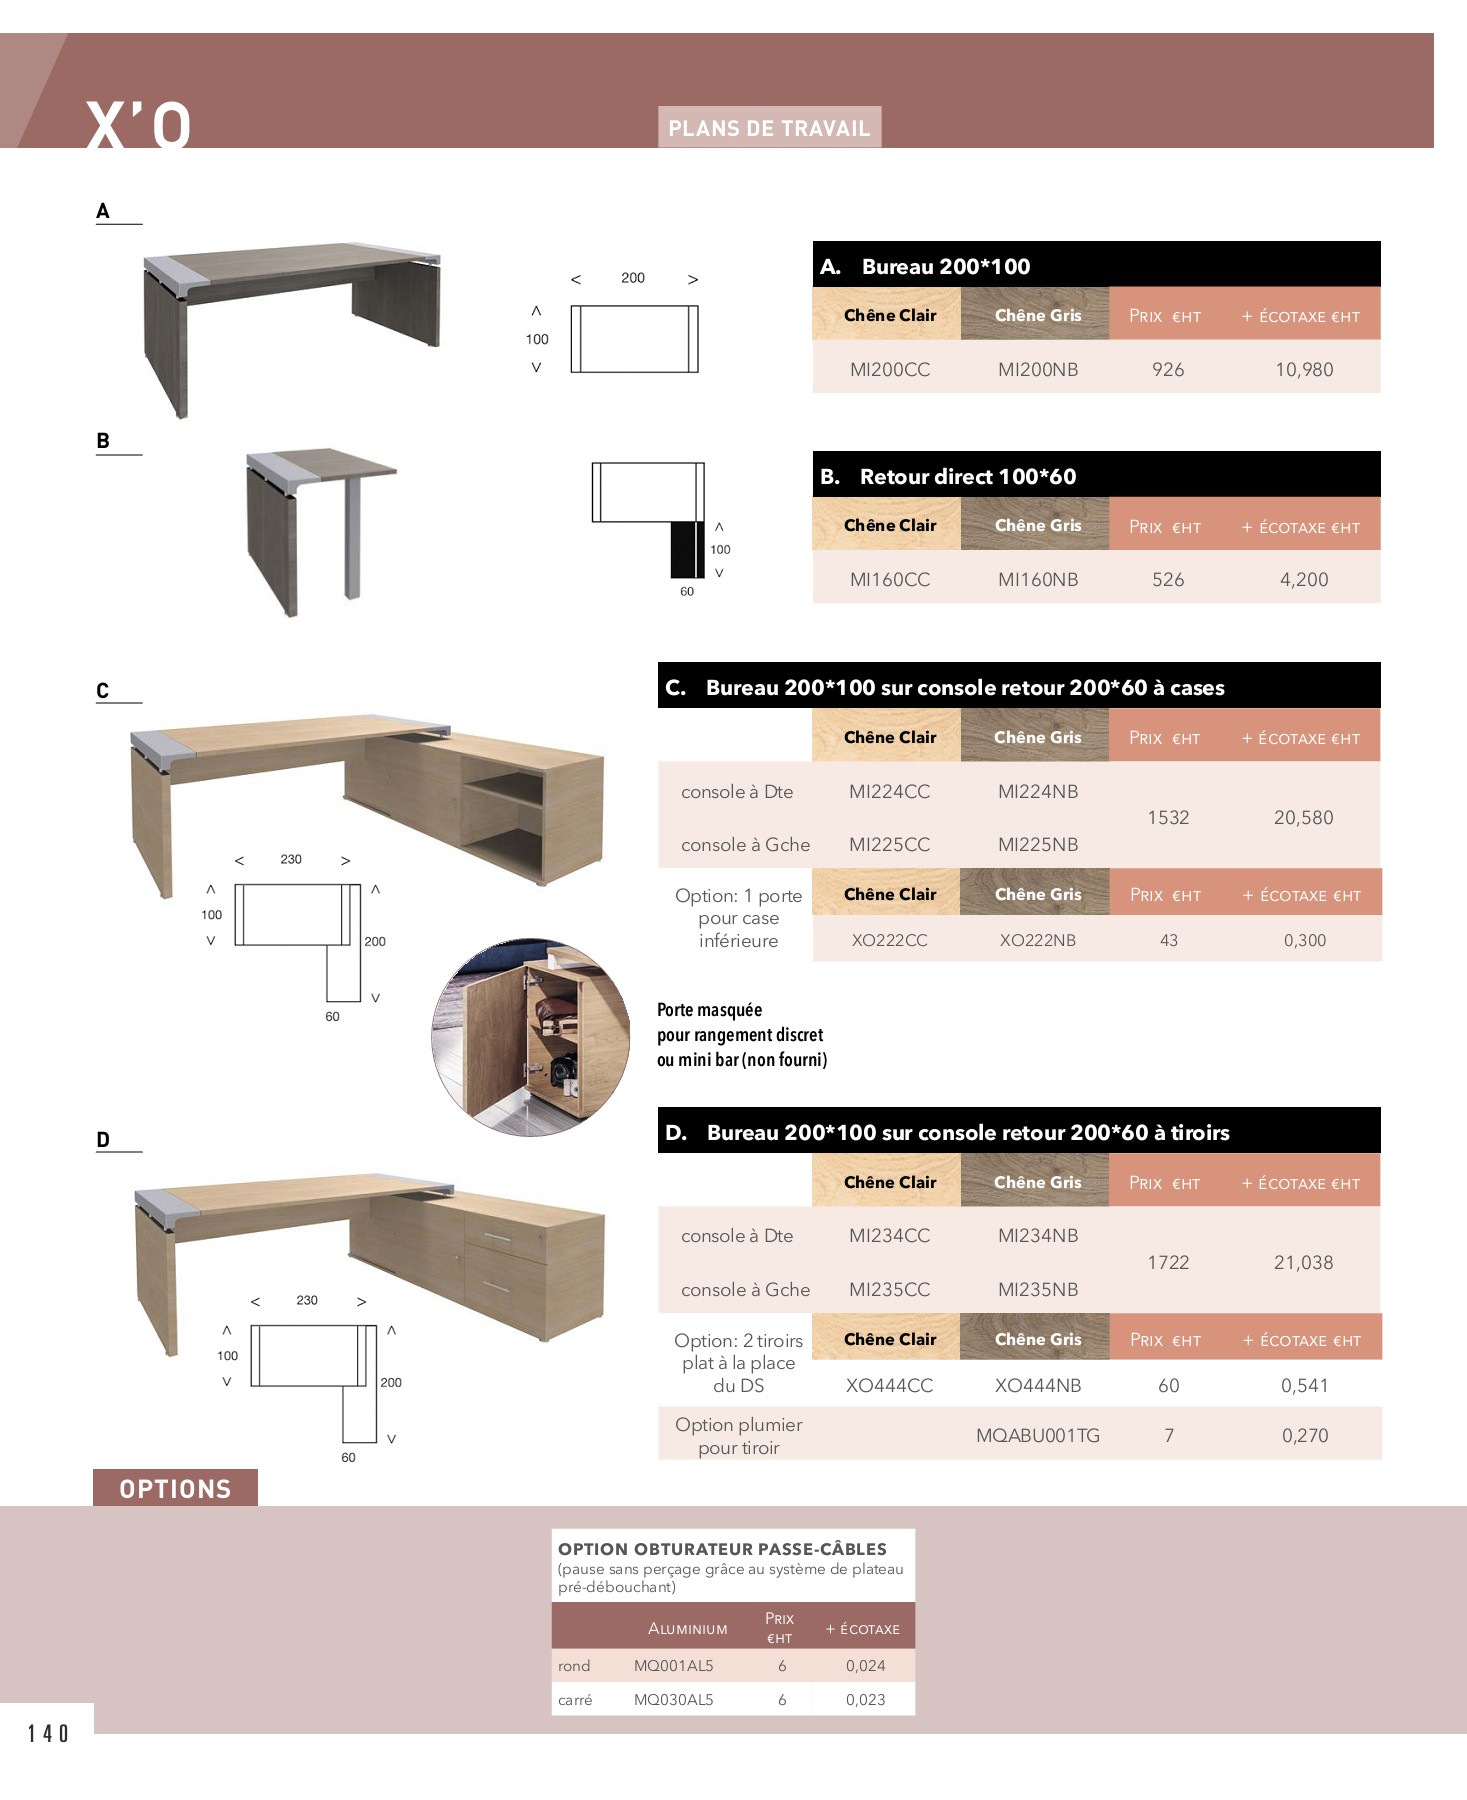 X’O
PLANS DE TRAVAIL
A
< 200 >
< 100 >
A. Bureau 200*100
Chêne Clair Chêne Gris Prix €HT + écotaxe €HT
MI200CC MI200NB 926 10,980
B
< 100 >
60
B. Retour direct 100*60
Chêne Clair Chêne Gris Prix €HT + écotaxe €HT
MI160CC MI160NB 526 4,200
C
< 230 >
< 100 >
< 200 >
60
C. Bureau 200*100 sur console retour 200*60 à cases
Chêne Clair Chêne Gris Prix €HT + écotaxe €HT
console à Dte MI224CC MI224NB
1532 20,580
console à Gche MI225CC MI225NB
Option: 1 porte
pour case
inférieure
Chêne Clair Chêne Gris Prix €HT + écotaxe €HT
XO222CC XO222NB 43 0,300
Porte masquée
pour rangement discret
ou mini bar (non fourni)
D
< 230 >
< 100 >
< 200 >
60
D. Bureau 200*100 sur console retour 200*60 à tiroirs
Chêne Clair Chêne Gris Prix €HT + écotaxe €HT
console à Dte MI234CC MI234NB
1722 21,038
console à Gche MI235CC MI235NB
Option: 2 tiroirs
plat à la place
du DS
Chêne Clair Chêne Gris Prix €HT + écotaxe €HT
XO444CC XO444NB 60 0,541
Option plumier
pour tiroir
MQABU001TG 7 0,270
OPTIONS
OPTION OBTURATEUR PASSE-CÂBLES
(pause sans perçage grâce au système de plateau
pré-débouchant)
Aluminium Prix €HT + écotaxe
rond MQ001AL5 6 0,024
carré MQ030AL5 6 0,023
140